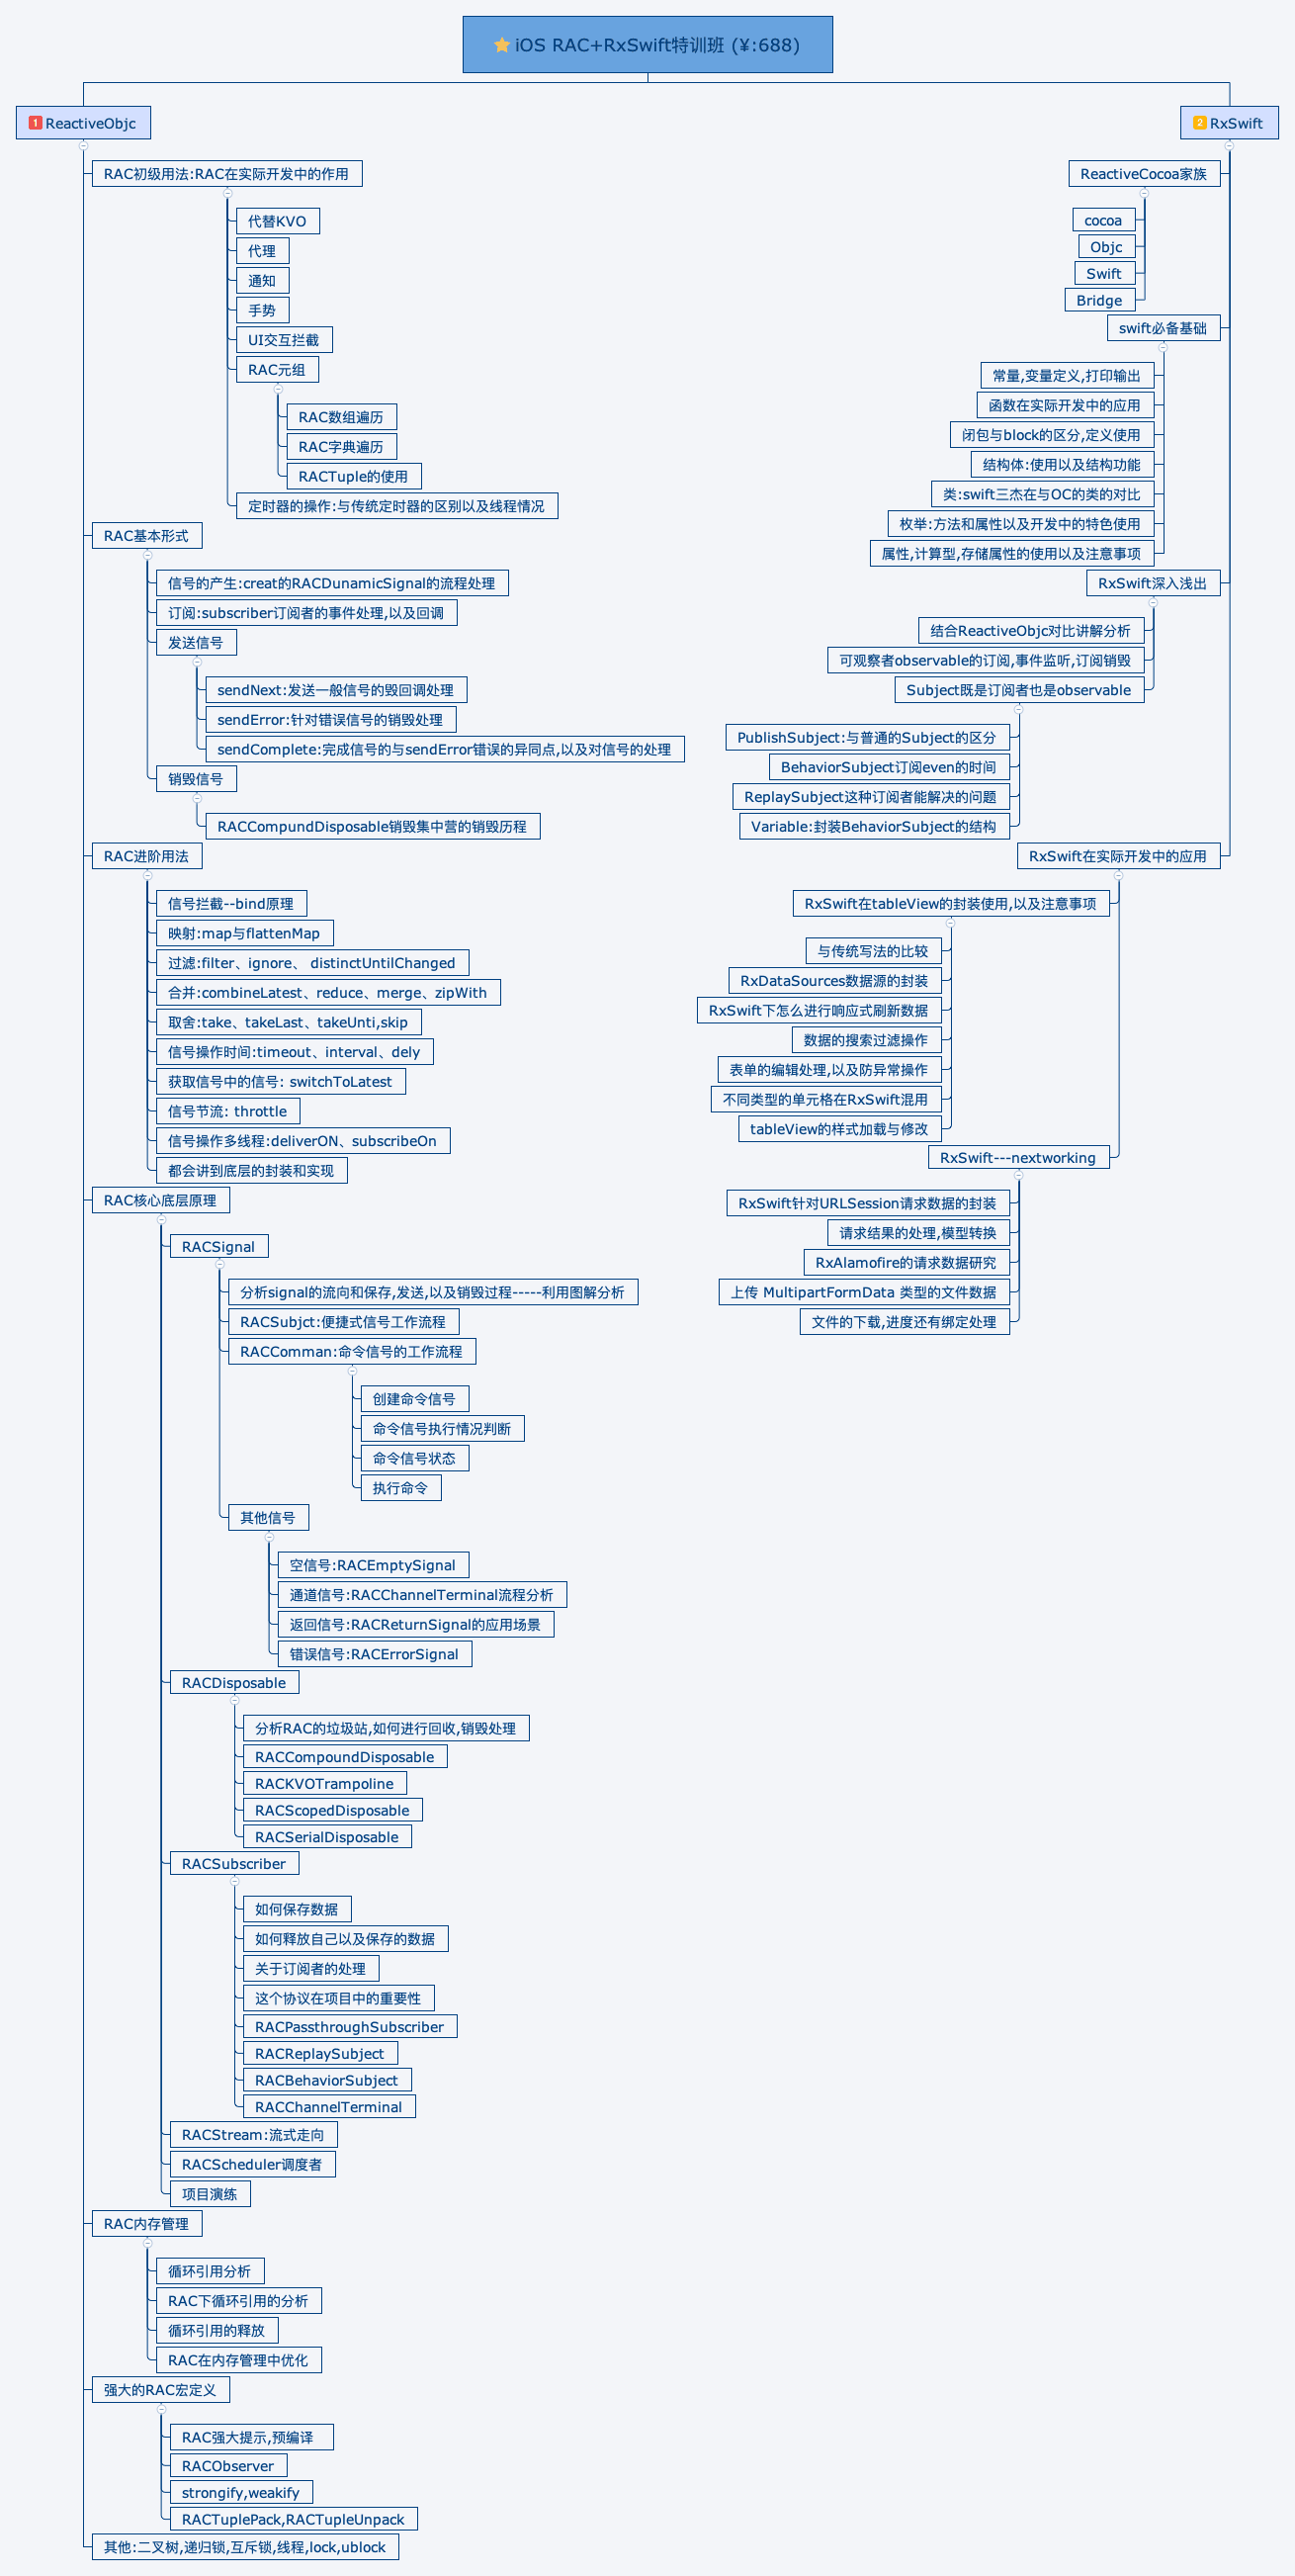 iOS RAC+RxSwift特训班 (¥:688)
1 ReactiveObjc
RAC初级用法:RAC在实际开发中的作用
代替KVO
代理
通知
手势
UI交互拦截
RAC元组
RAC数组遍历
RAC字典遍历
RACTuple的使用
定时器的操作:与传统定时器的区别以及线程情况
RAC基本形式
信号的产生:creat的RACDunamicSignal的流程处理
订阅:subscriber订阅者的事件处理,以及回调
发送信号
sendNext:发送一般信号的毁回调处理
sendError:针对错误信号的销毁处理
sendComplete:完成信号的与sendError错误的异同点,以及对信号的处理
销毁信号
RACCompundDisposable销毁集中营的销毁历程
RAC进阶用法
信号拦截--bind原理
映射:map与flattenMap
过滤:filter、ignore、 distinctUntilChanged
合并:combineLatest、reduce、merge、zipWith
取舍:take、takeLast、takeUnti,skip
信号操作时间:timeout、interval、dely
获取信号中的信号: switchToLatest
信号节流: throttle
信号操作多线程:deliverON、subscribeOn
都会讲到底层的封装和实现
RAC核心底层原理
RACSignal
分析signal的流向和保存,发送,以及销毁过程-----利用图解分析
RACSubjct:便捷式信号工作流程
RACComman:命令信号的工作流程
创建命令信号
命令信号执行情况判断
命令信号状态
执行命令
其他信号
空信号:RACEmptySignal
通道信号:RACChannelTerminal流程分析
返回信号:RACReturnSignal的应用场景
错误信号:RACErrorSignal
RACDisposable
分析RAC的垃圾站,如何进行回收,销毁处理
RACCompoundDisposable
RACKVOTrampoline
RACScopedDisposable
RACSerialDisposable
RACSubscriber
如何保存数据
如何释放自己以及保存的数据
关于订阅者的处理
这个协议在项目中的重要性
RACPassthroughSubscriber
RACReplaySubject
RACBehaviorSubject
RACChannelTerminal
RACStream:流式走向
RACScheduler调度者
项目演练
RAC内存管理
循环引用分析
RAC下循环引用的分析
循环引用的释放
RAC在内存管理中优化
强大的RAC宏定义
RAC强大提示,预编译
RACObserver
strongify,weakify
RACTuplePack,RACTupleUnpack
其他:二叉树,递归锁,互斥锁,线程,lock,ublock
2 RxSwift
ReactiveCocoa家族
cocoa
Objc
Swift
Bridge
swift必备基础
常量,变量定义,打印输出
函数在实际开发中的应用
闭包与block的区分,定义使用
结构体:使用以及结构功能
类:swift三杰在与OC的类的对比
枚举:方法和属性以及开发中的特色使用
属性,计算型,存储属性的使用以及注意事项
RxSwift深入浅出
结合ReactiveObjc对比讲解分析
可观察者observable的订阅,事件监听,订阅销毁
Subject既是订阅者也是observable
PublishSubject:与普通的Subject的区分
BehaviorSubject订阅even的时间
ReplaySubject这种订阅者能解决的问题
Variable:封装BehaviorSubject的结构
RxSwift在实际开发中的应用
RxSwift在tableView的封装使用,以及注意事项
与传统写法的比较
RxDataSources数据源的封装
RxSwift下怎么进行响应式刷新数据
数据的搜索过滤操作
表单的编辑处理,以及防异常操作
不同类型的单元格在RxSwift混用
tableView的样式加载与修改
RxSwift---nextworking
RxSwift针对URLSession请求数据的封装
请求结果的处理,模型转换
RxAlamofire的请求数据研究
上传 MultipartFormData 类型的文件数据
文件的下载,进度还有绑定处理